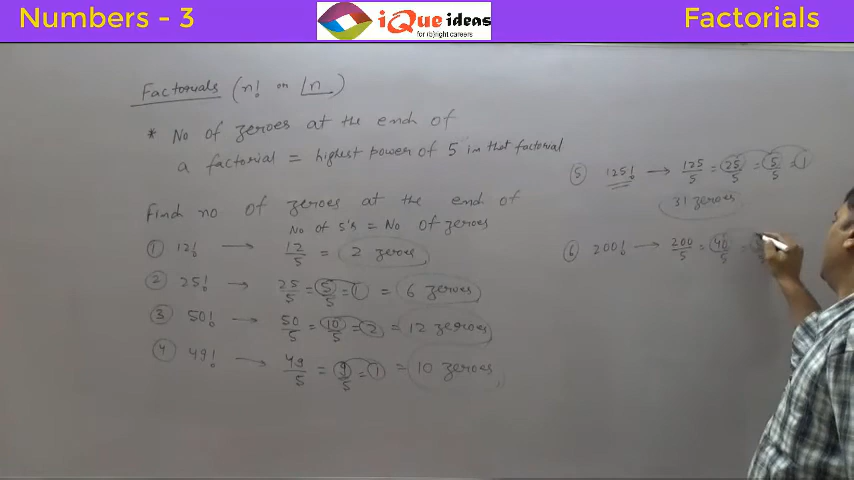 Numbers - 3
iQue ideas
for (b)right careers
Factorials
Factorials (n! or ⌊n)
* No of zeroes at the end of
a factorial = highest power of 5 in that factorial
Find no of zeroes at the end of
No of 5's = No of zeroes
① 12! → 12/5 = 2 zeroes
② 25! → 25/5 = 5/5 = 1 = 6 zeroes
③ 50! → 50/5 = 10/5 = 2 = 12 zeroes
④ 49! → 49/5 = 9/5 = 1 = 10 zeroes
⑤ 125! → 125/5 = 25/5 = 5/5 = 1
31 zeroes
⑥ 200! → 200/5 = 40/5 =